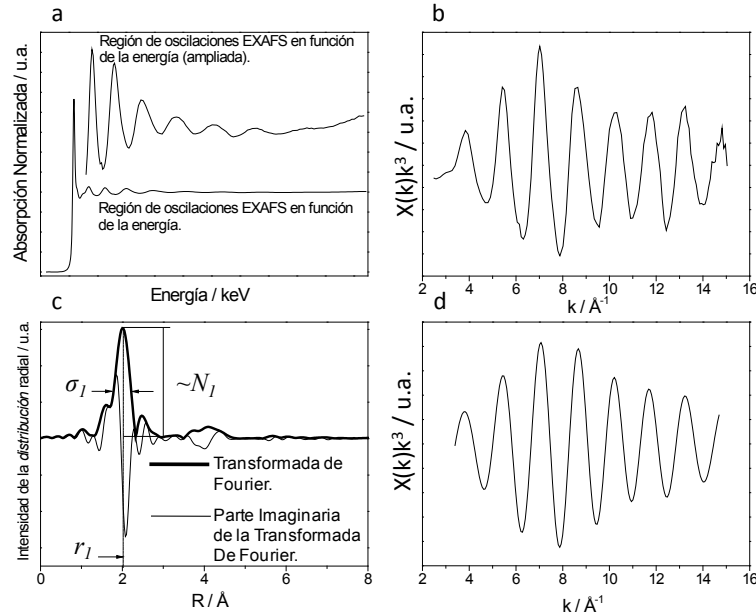 a
Región de oscilaciones EXAFS en función
de la energía (ampliada).
Región de oscilaciones EXAFS en función
de la energía.
Absorpción Normalizada / u.a.
Energía / keV
b
X(k)k³ / u.a.
2 4 6 8 10 12 14 16
k / Å⁻¹
c
σ₁
~N₁
r₁
Transformada de
Fourier.
Parte Imaginaria
de la Transformada
De Fourier.
Intensidad de la distribución radial / u.a.
0 2 4 6 8
R / Å
d
X(k)k³ / u.a.
2 4 6 8 10 12 14 16
k / Å⁻¹